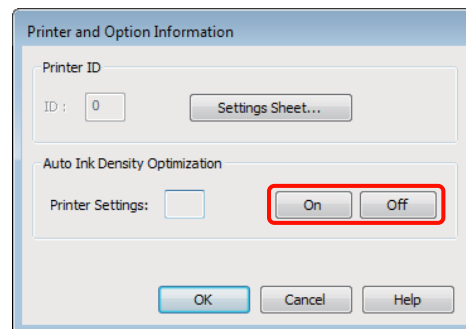 Printer and Option Information
Printer ID
ID : 0 Settings Sheet...
Auto Ink Density Optimization
Printer Settings: On Off
OK Cancel Help